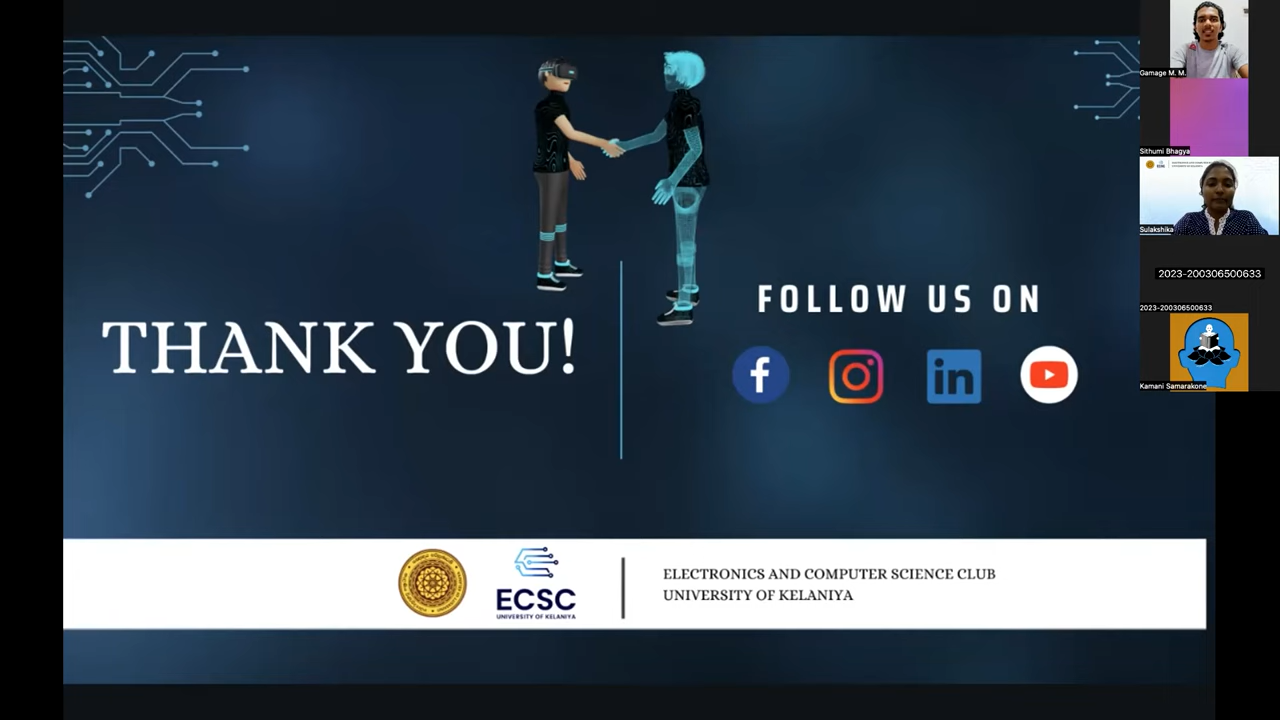 THANK YOU!
FOLLOW US ON
f
in
ECSC
UNIVERSITY OF KELANIYA
ELECTRONICS AND COMPUTER SCIENCE CLUB
UNIVERSITY OF KELANIYA
Gamage M. M.
Sithumi Bhagya
Sulakshika
2023-200306500633
2023-200306500633
Kamani Samarakone